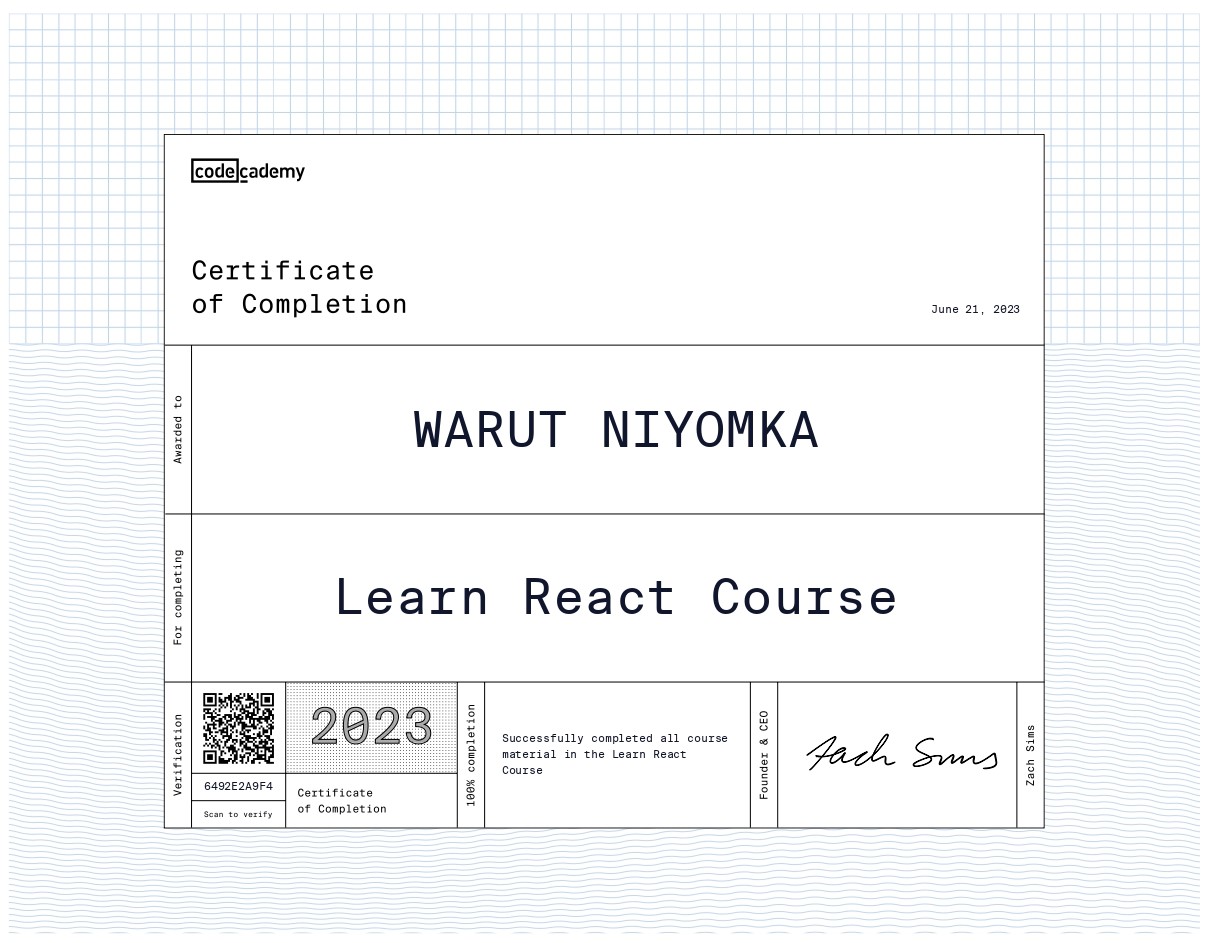 codecademy
Certificate
of Completion
June 21, 2023
Awarded to
WARUT NIYOMKA
For completing
Learn React Course
Verification
6492E2A9F4
Scan to verify
2023
Certificate
of Completion
100% completion
Successfully completed all course
material in the Learn React
Course
Founder & CEO
Zach Sims
Zach Sims